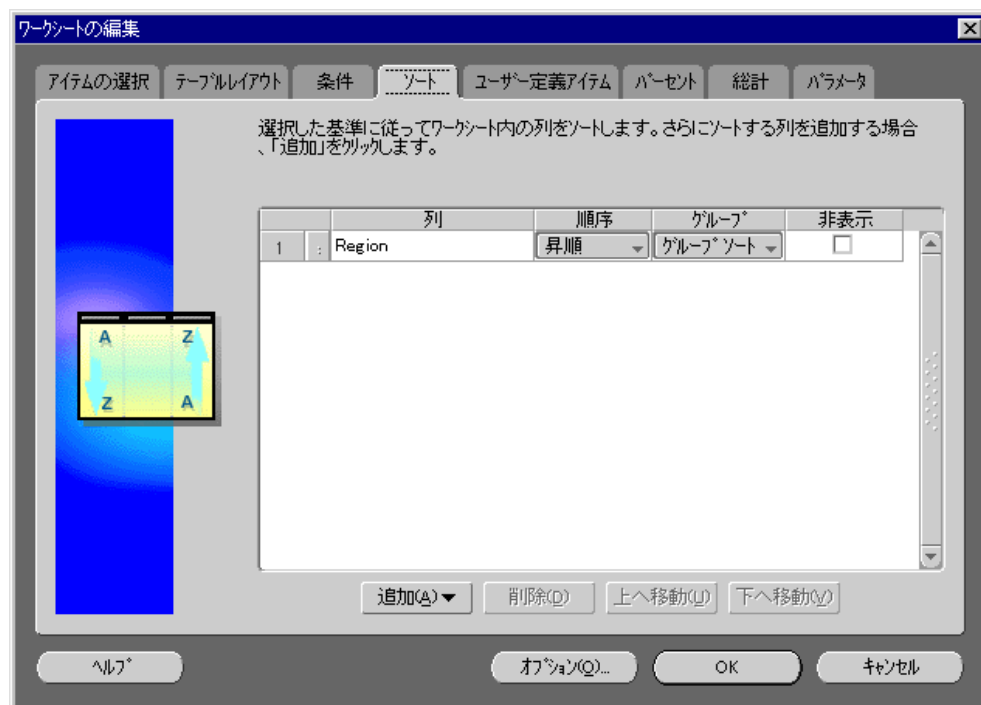 ワークシートの編集
アイテムの選択 テーブルレイアウト 条件 ソート ユーザー定義アイテム パーセント 総計 パラメータ
選択した基準に従ってワークシート内の列をソートします。さらにソートする列を追加する場合
、「追加」をクリックします。
列 順序 グループ 非表示
1 Region 昇順 グループソート
A Z
Z A
追加(A) 削除(D) 上へ移動(U) 下へ移動(V)
ヘルプ オプション(O)... OK キャンセル